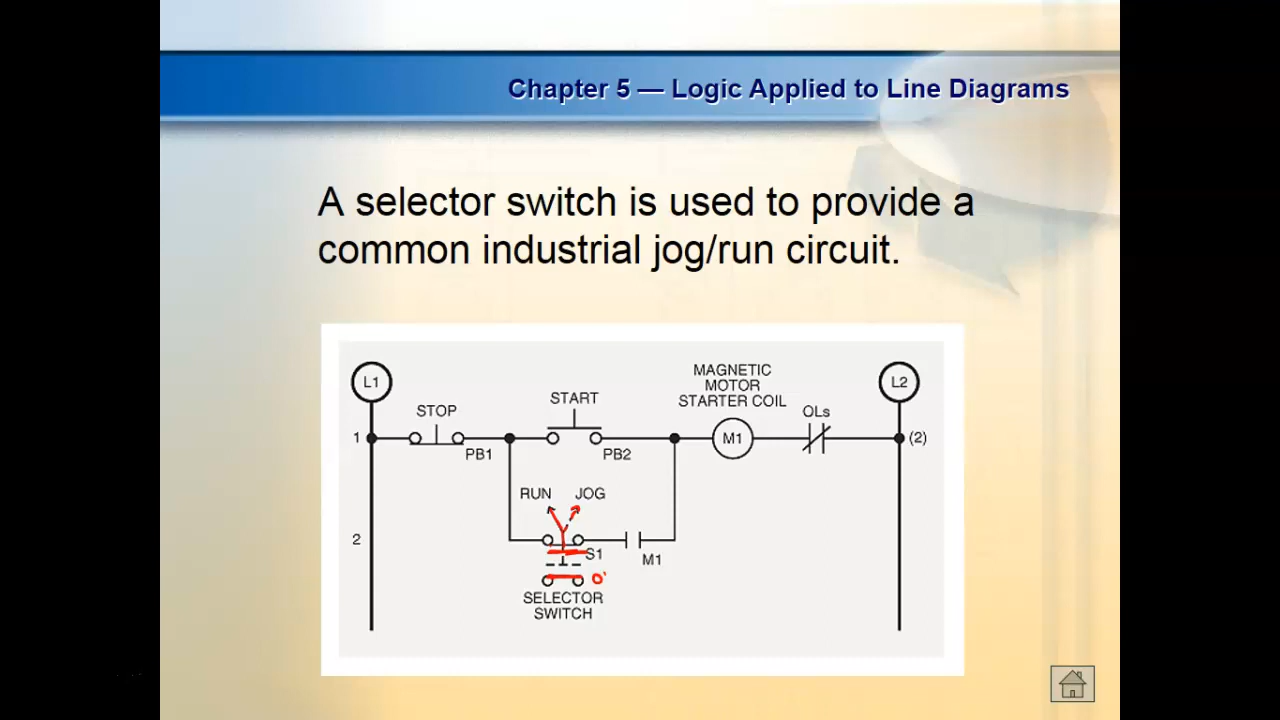 Chapter 5 — Logic Applied to Line Diagrams
A selector switch is used to provide a
common industrial jog/run circuit.
MAGNETIC
MOTOR
STARTER COIL
L1
L2
STOP
START
OLs
1
M1
(2)
PB1
PB2
RUN
JOG
2
S1
M1
SELECTOR
SWITCH